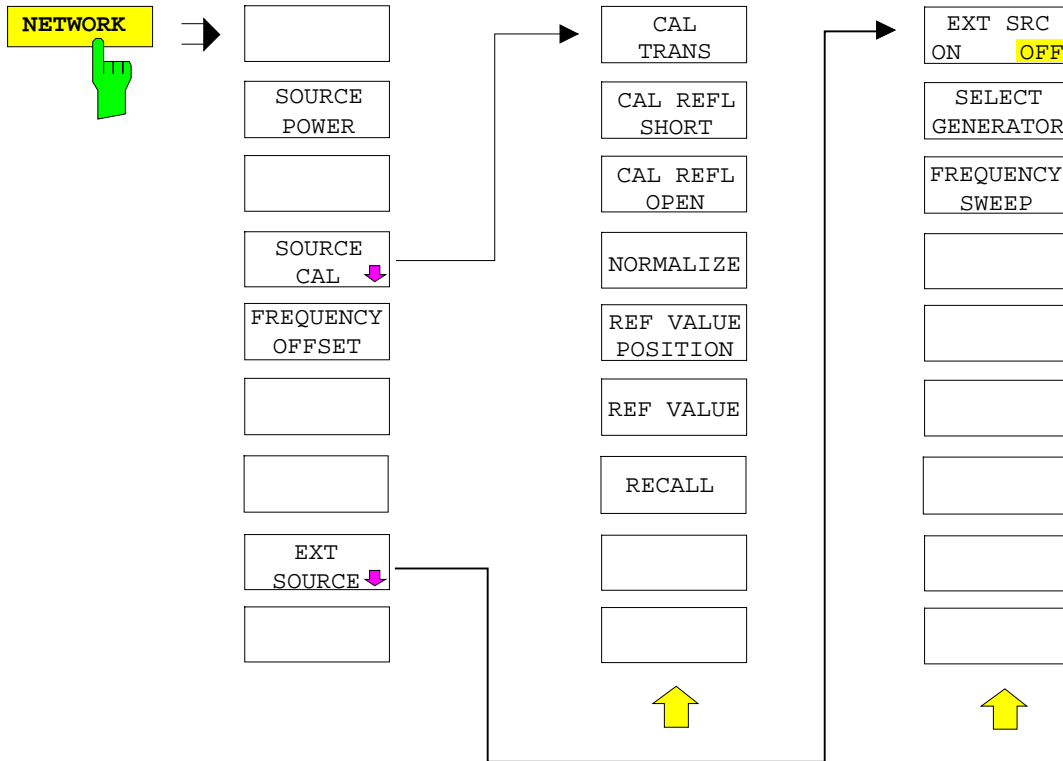 NETWORK
SOURCE
POWER
SOURCE
CAL
FREQUENCY
OFFSET
EXT
SOURCE
CAL
TRANS
CAL REFL
SHORT
CAL REFL
OPEN
NORMALIZE
REF VALUE
POSITION
REF VALUE
RECALL
EXT SRC
ON OFF
SELECT
GENERATOR
FREQUENCY
SWEEP